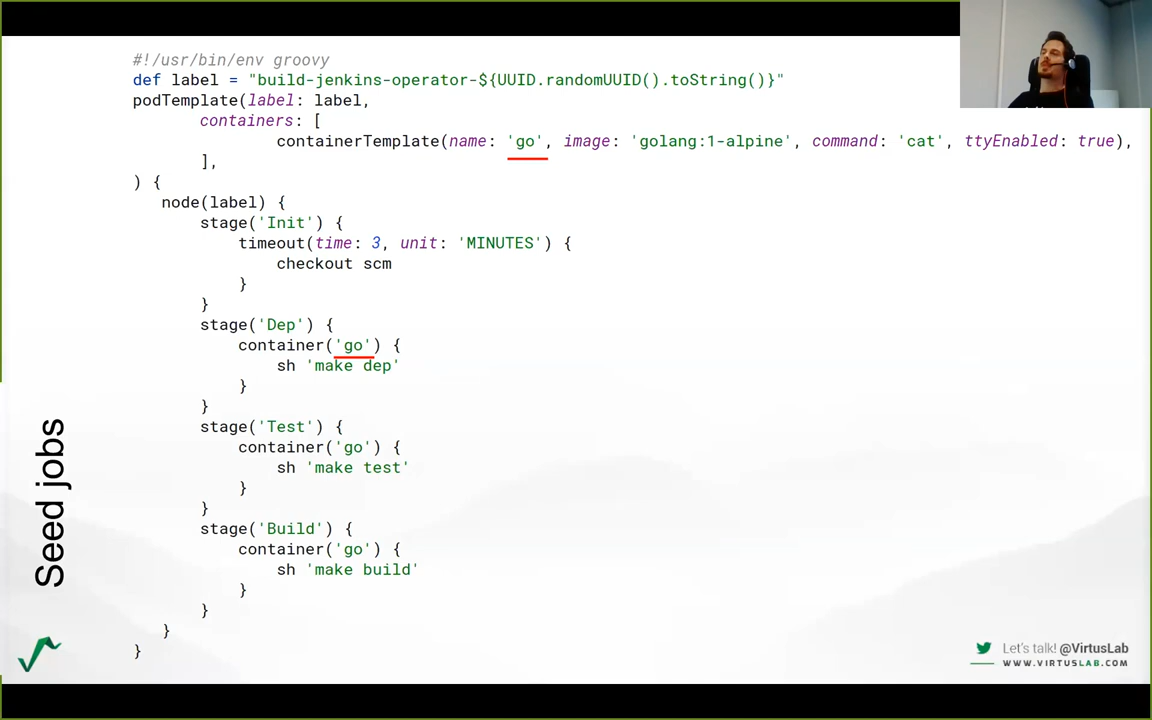 #!/usr/bin/env groovy
def label = "build-jenkins-operator-${UUID.randomUUID().toString()}"
podTemplate(label: label,
containers: [
containerTemplate(name: 'go', image: 'golang:1-alpine', command: 'cat', ttyEnabled: true),
],
) {
node(label) {
stage('Init') {
timeout(time: 3, unit: 'MINUTES') {
checkout scm
}
}
stage('Dep') {
container('go') {
sh 'make dep'
}
}
stage('Test') {
container('go') {
sh 'make test'
}
}
stage('Build') {
container('go') {
sh 'make build'
}
}
}
}
Seed jobs
Let's talk! @VirtusLab
WWW.VIRTUSLAB.COM